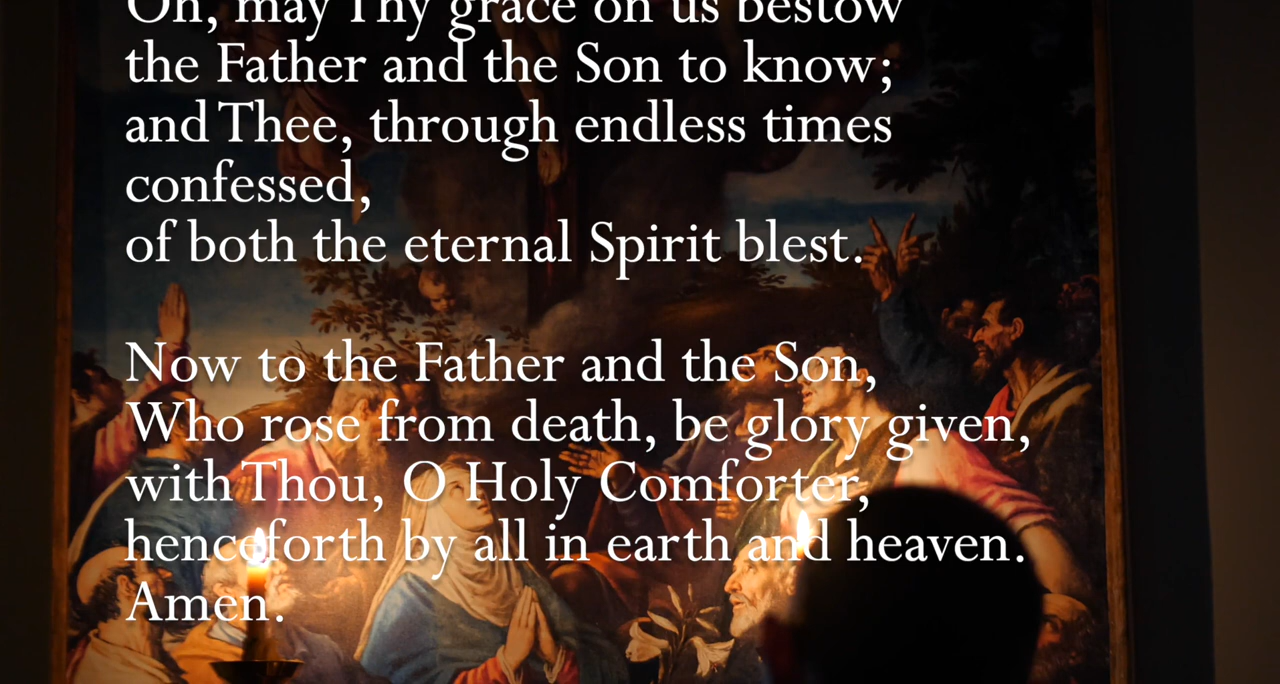 Oh, may Thy grace on us bestow
the Father and the Son to know;
and Thee, through endless times
confessed,
of both the eternal Spirit blest.
Now to the Father and the Son,
Who rose from death, be glory given,
with Thou, O Holy Comforter,
henceforth by all in earth and heaven.
Amen.